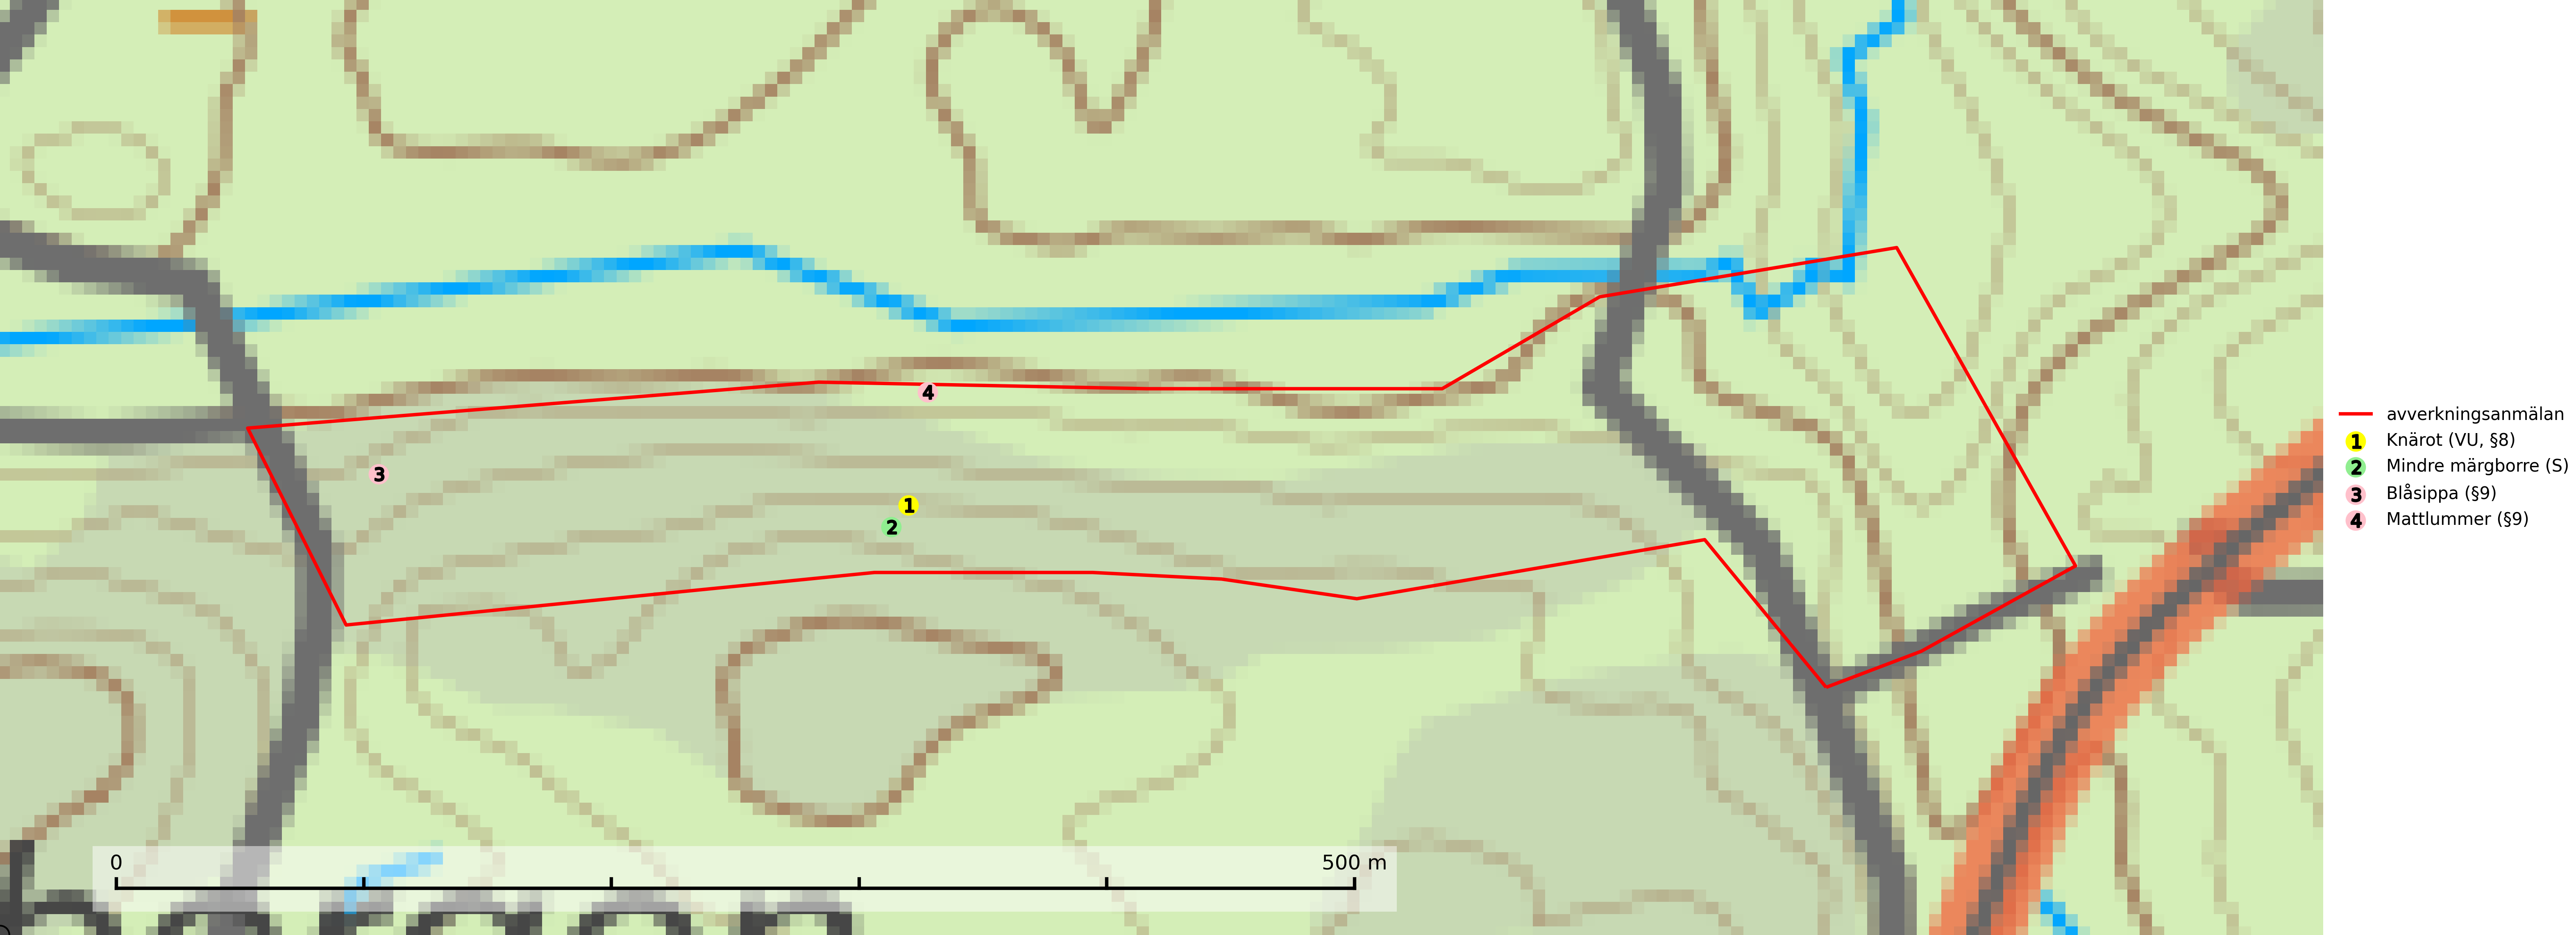 4
3
1
2
avverkningsanmälan
1 Knärot (VU, §8)
2 Mindre märgborre (S)
3 Blåsippa (§9)
4 Mattlummer (§9)
0 500 m